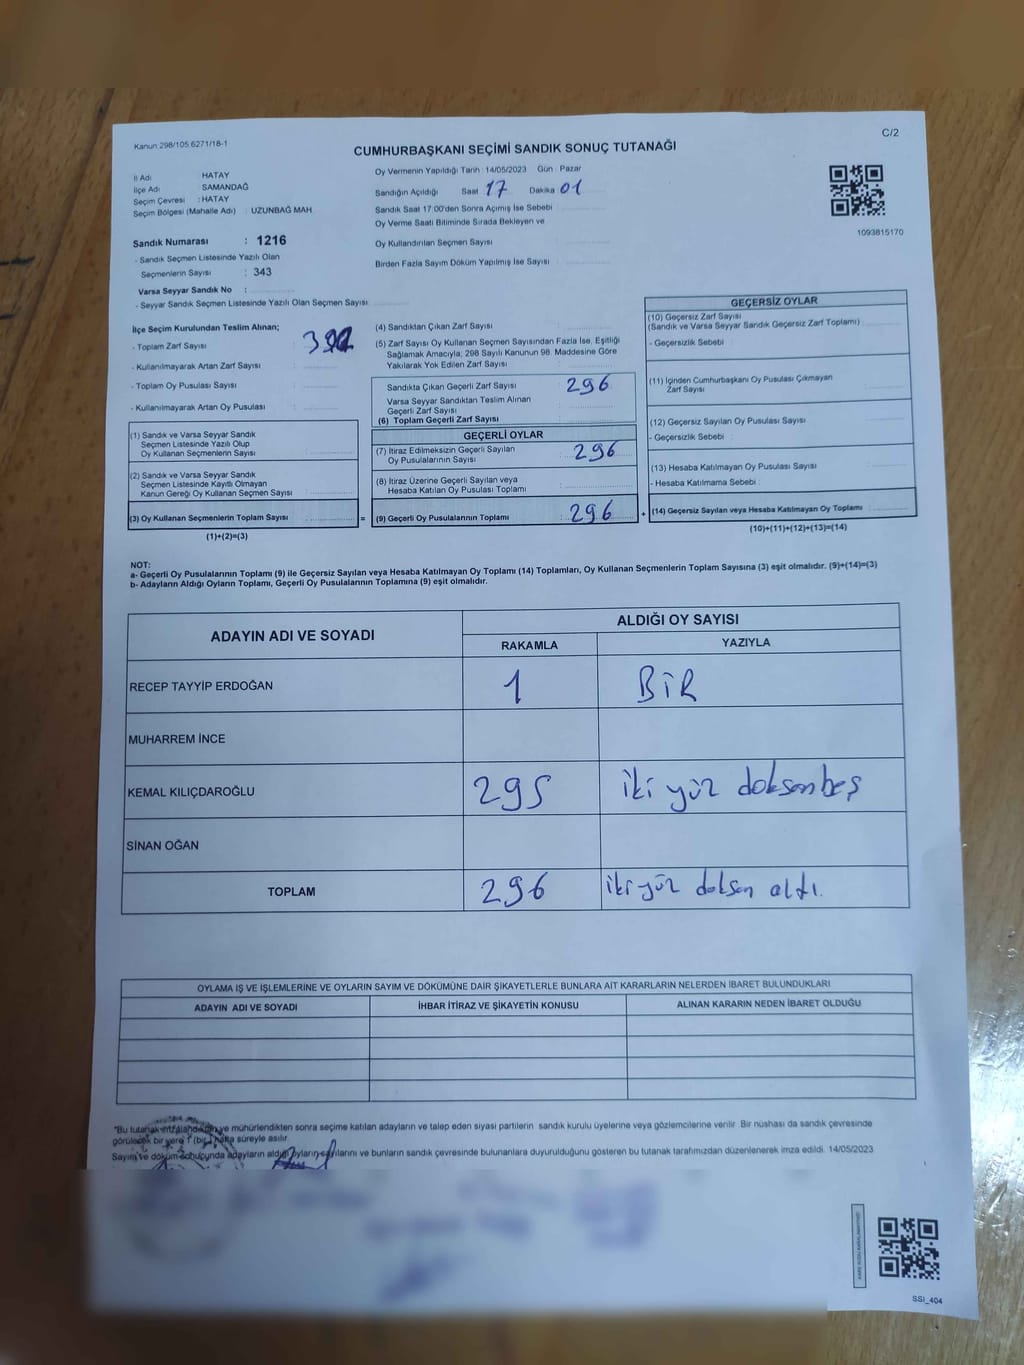 Kanun 298/105 6271/18-1
C/2
CUMHURBAŞKANI SEÇİMİ SANDIK SONUÇ TUTANAĞI
İl Adı HATAY
İlçe Adı SAMANDAĞ
Seçim Çevresi : HATAY
Seçim Bölgesi (Mahalle Adı) : UZUNBAĞ MAH
Sandık Numarası : 1216
- Sandık Seçmen Listesinde Yazılı Olan
Seçmenlerin Sayısı : 343
Varsa Seyyar Sandık No :
- Seyyar Sandık Seçmen Listesinde Yazılı Olan Seçmen Sayısı
Oy Vermenin Yapıldığı Tarih : 14/05/2023 Gün : Pazar
Sandığın Açıldığı Saat 17 Dakika 01
Sandık Saat 17:00'den Sonra Açımış İse Sebebi
Oy Verme Saati Bitiminde Sırada Bekleyen ve
Oy Kullandırılan Seçmen Sayısı
Birden Fazla Sayım Döküm Yapılmış İse Sayısı
1093815170
İlçe Seçim Kurulundan Teslim Alınan;
- Toplam Zarf Sayısı :
- Kullanılmayarak Artan Zarf Sayısı :
- Toplam Oy Pusulası Sayısı :
- Kullanılmayarak Artan Oy Pusulası :
(1) Sandık ve Varsa Seyyar Sandık
Seçmen Listesinde Yazılı Olup
Oy Kullanan Seçmenlerin Sayısı :
(2) Sandık ve Varsa Seyyar Sandık
Seçmen Listesinde Kayıtlı Olmayan
Kanun Gereği Oy Kullanan Seçmen Sayısı :
(3) Oy Kullanan Seçmenlerin Toplam Sayısı :
(1)+(2)=(3)
(4) Sandıktan Çıkan Zarf Sayısı :
(5) Zarf Sayısı Oy Kullanan Seçmen Sayısından Fazla İse, Eşitliği
Sağlamak Amacıyla; 298 Sayılı Kanunun 98. Maddesine Göre
Yakılarak Yok Edilen Zarf Sayısı :
Sandıkta Çıkan Geçerli Zarf Sayısı : 296
Varsa Seyyar Sandıktan Teslim Alınan
Geçerli Zarf Sayısı :
(6) Toplam Geçerli Zarf Sayısı :
GEÇERLİ OYLAR
(7) İtiraz Edilmeksizin Geçerli Sayılan
Oy Pusulalarının Sayısı : 296
(8) İtiraz Üzerine Geçerli Sayılan veya
Hesaba Katılan Oy Pusulası Toplamı :
= (9) Geçerli Oy Pusulalarının Toplamı : 296 +
GEÇERSİZ OYLAR
(10) Geçersiz Zarf Sayısı
(Sandık ve Varsa Seyyar Sandık Geçersiz Zarf Toplamı) :
- Geçersizlik Sebebi :
(11) İçinden Cumhurbaşkanı Oy Pusulası Çıkmayan
Zarf Sayısı
(12) Geçersiz Sayılan Oy Pusulası Sayısı :
- Geçersizlik Sebebi :
(13) Hesaba Katılmayan Oy Pusulası Sayısı :
- Hesaba Katılmama Sebebi :
(14) Geçersiz Sayılan veya Hesaba Katılmayan Oy Toplamı :
(10)+(11)+(12)+(13)=(14)
NOT:
a- Geçerli Oy Pusulalarının Toplamı (9) ile Geçersiz Sayılan veya Hesaba Katılmayan Oy Toplamı (14) Toplamları, Oy Kullanan Seçmenlerin Toplam Sayısına (3) eşit olmalıdır. (9)+(14)=(3)
b- Adayların Aldığı Oyların Toplamı, Geçerli Oy Pusulalarının Toplamına (9) eşit olmalıdır.
ADAYIN ADI VE SOYADI ALDIĞI OY SAYISI
RAKAMLA YAZIYLA
RECEP TAYYİP ERDOĞAN 1 BİR
MUHARREM İNCE
KEMAL KILIÇDAROĞLU 295 iki yüz doksanbeş
SİNAN OĞAN
TOPLAM 296 iki yüz doksan altı.
OYLAMA İŞ VE İŞLEMLERİNE VE OYLARIN SAYIM VE DÖKÜMÜNE DAİR ŞİKAYETLERLE BUNLARA AİT KARARLARIN NELERDEN İBARET BULUNDUKLARI
ADAYIN ADI VE SOYADI İHBAR İTİRAZ VE ŞİKAYETİN KONUSU ALINAN KARARIN NEDEN İBARET OLDUĞU
"Bu tutanak imzalandıktan ve mühürlendikten sonra seçime katılan adayların ve talep eden siyasi partilerin sandık kurulu üyelerine veya gözlemcilerine verilir. Bir nüshası da sandık çevresinde
görülecek bir yere 1 (bir) hafta süreyle asılır.
Sayım ve döküm sonucunda adayların aldığı oyların sayılarını ve bunların sandık çevresinde bulunanlara duyurulduğunu gösteren bu tutanak tarafımızdan düzenlenerek imza edildi. 14/05/2023
SSI_404